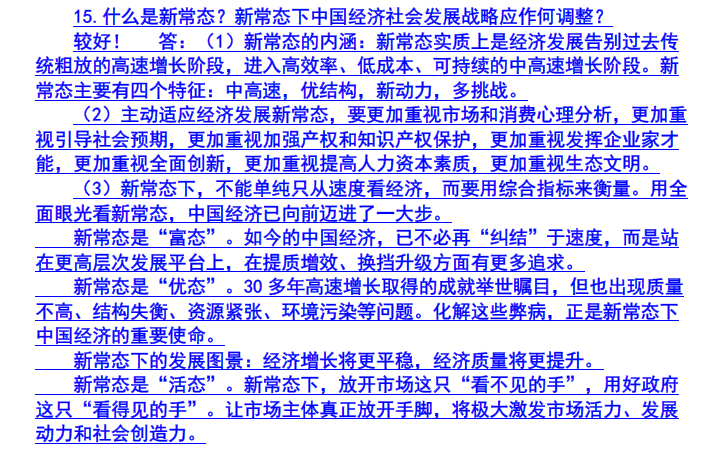 15.什么是新常态？新常态下中国经济社会发展战略应作何调整？
较好！ 答：（1）新常态的内涵：新常态实质上是经济发展告别过去传
统粗放的高速增长阶段，进入高效率、低成本、可持续的中高速增长阶段。新
常态主要有四个特征：中高速，优结构，新动力，多挑战。
（2）主动适应经济发展新常态，要更加重视市场和消费心理分析，更加重
视引导社会预期，更加重视加强产权和知识产权保护，更加重视发挥企业家才
能，更加重视全面创新，更加重视提高人力资本素质，更加重视生态文明。
（3）新常态下，不能单纯只从速度看经济，而要用综合指标来衡量。用全
面眼光看新常态，中国经济已向前迈进了一大步。
新常态是“富态”。如今的中国经济，已不必再“纠结”于速度，而是站
在更高层次发展平台上，在提质增效、换挡升级方面有更多追求。
新常态是“优态”。30 多年高速增长取得的成就举世瞩目，但也出现质量
不高、结构失衡、资源紧张、环境污染等问题。化解这些弊病，正是新常态下
中国经济的重要使命。
新常态下的发展图景：经济增长将更平稳，经济质量将更提升。
新常态是“活态”。新常态下，放开市场这只“看不见的手”，用好政府
这只“看得见的手”。让市场主体真正放开手脚，将极大激发市场活力、发展
动力和社会创造力。